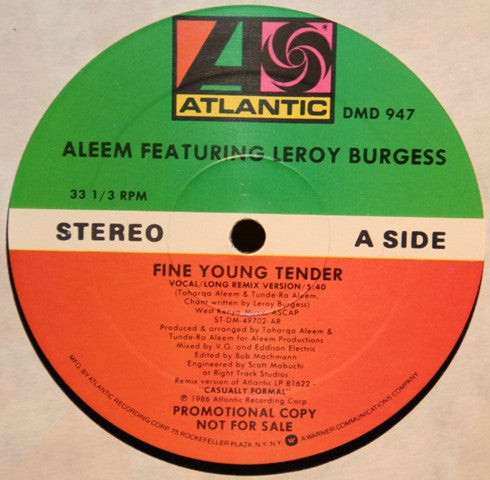 ATLANTIC
DMD 947
ALEEM FEATURING LEROY BURGESS
33 1/3 RPM
STEREO
A SIDE
FINE YOUNG TENDER
VOCAL/LONG REMIX VERSION/5:40
(Taharqa Aleem & Tunde-Ra Aleem,
Chant written by Leroy Burgess)
West Kenya Music, ASCAP
ST-DM-49702-AR
Produced & arranged by Taharqa Aleem &
Tunde-Ra Aleem for Aleem Productions
Mixed by V.G. and Eddison Electric
Edited by Bob Machmann
Engineered by Scott Mabuchi
at Right Track Studios
Remix version of Atlantic LP 81622-
"CASUALLY FORMAL"
℗ 1986 Atlantic Recording Corp.
PROMOTIONAL COPY
NOT FOR SALE
MFG. BY ATLANTIC RECORDING CORP. 75 ROCKEFELLER PLAZA, N.Y. N.Y. A WARNER COMMUNICATIONS COMPANY